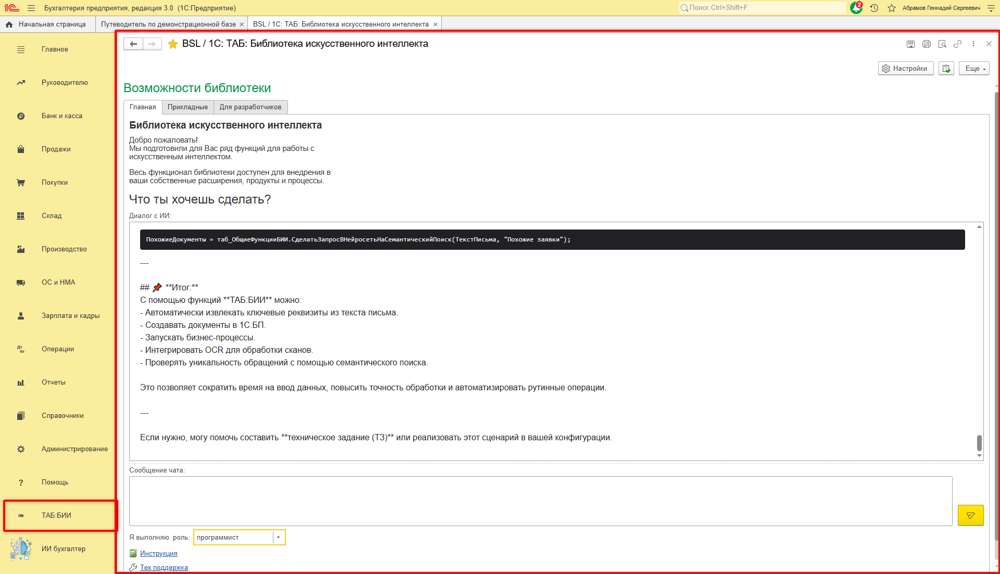 Бухгалтерия предприятия, редакция 3.0 (1С:Предприятие)
Поиск Ctrl+Shift+F
2
Абрамов Геннадий Сергеевич
Начальная страница
Путеводитель по демонстрационной базе ×
BSL / 1С: ТАБ: Библиотека искусственного интеллекта ×
Главное
Руководителю
Банк и касса
Продажи
Покупки
Склад
Производство
ОС и НМА
Зарплата и кадры
Дт Кт
Операции
Отчеты
Справочники
Администрирование
? Помощь
ТАБ ТАБ:БИИ
ИИ бухгалтер
BSL / 1С: ТАБ: Библиотека искусственного интеллекта
Настройки
Еще
Возможности библиотеки
Главная
Прикладные
Для разработчиков
Библиотека искусственного интеллекта
Добро пожаловать!
Мы подготовили для Вас ряд функций для работы с
искусственным интеллектом.
Весь функционал библиотеки доступен для внедрения в
ваши собственные расширения, продукты и процессы.
Что ты хочешь сделать?
Диалог с ИИ:
ПохожиеДокументы = таб_ОбщиеФункцииБИИ.СделатьЗапросВНейросетьНаСемантическийПоиск(ТекстПисьма, "Похожие заявки");
---
## 📌 **Итог:**
С помощью функций **ТАБ:БИИ** можно:
- Автоматически извлекать ключевые реквизиты из текста письма.
- Создавать документы в 1С:БП.
- Запускать бизнес-процессы.
- Интегрировать OCR для обработки сканов.
- Проверять уникальность обращений с помощью семантического поиска.
Это позволяет сократить время на ввод данных, повысить точность обработки и автоматизировать рутинные операции.
---
Если нужно, могу помочь составить **техническое задание (ТЗ)** или реализовать этот сценарий в вашей конфигурации.
Сообщение чата:
Я выполняю роль: программист
Инструкция
Тех поддержка